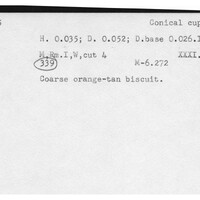 Conical cup
H. 0.035; D. 0.052; D.base 0.026.
M.Rm.I,W,cut 4 XXXI.
339 M-6.272
Coarse orange-tan biscuit.